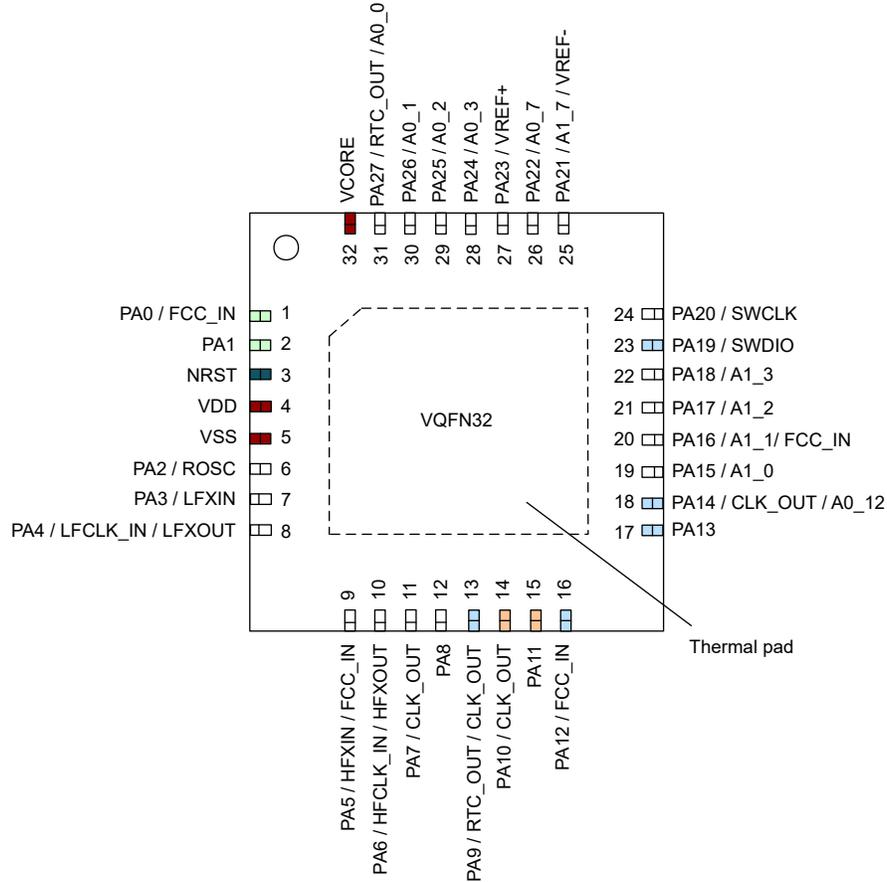 VCORE
PA27 / RTC_OUT / A0_0
PA26 / A0_1
PA25 / A0_2
PA24 / A0_3
PA23 / VREF+
PA22 / A0_7
PA21 / A1_7 / VREF-
32 31 30 29 28 27 26 25
PA0 / FCC_IN 1
PA1 2
NRST 3
VDD 4
VSS 5
PA2 / ROSC 6
PA3 / LFXIN 7
PA4 / LFCLK_IN / LFXOUT 8
VQFN32
24 PA20 / SWCLK
23 PA19 / SWDIO
22 PA18 / A1_3
21 PA17 / A1_2
20 PA16 / A1_1/ FCC_IN
19 PA15 / A1_0
18 PA14 / CLK_OUT / A0_12
17 PA13
9 10 11 12 13 14 15 16
PA5 / HFXIN / FCC_IN
PA6 / HFCLK_IN / HFXOUT
PA7 / CLK_OUT
PA8
PA9 / RTC_OUT / CLK_OUT
PA10 / CLK_OUT
PA11
PA12 / FCC_IN
Thermal pad